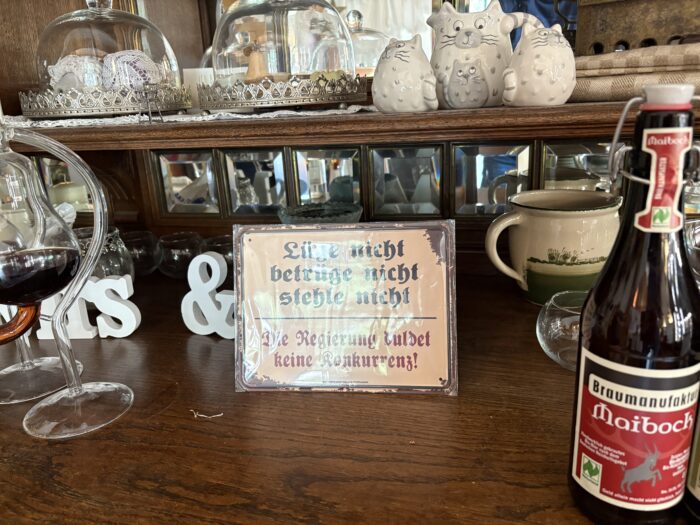 Lüge nicht
betrüge nicht
stehle nicht
Die Regierung duldet
keine Konkurrenz!
&
Maibock
Braumanufaktur
Maibock